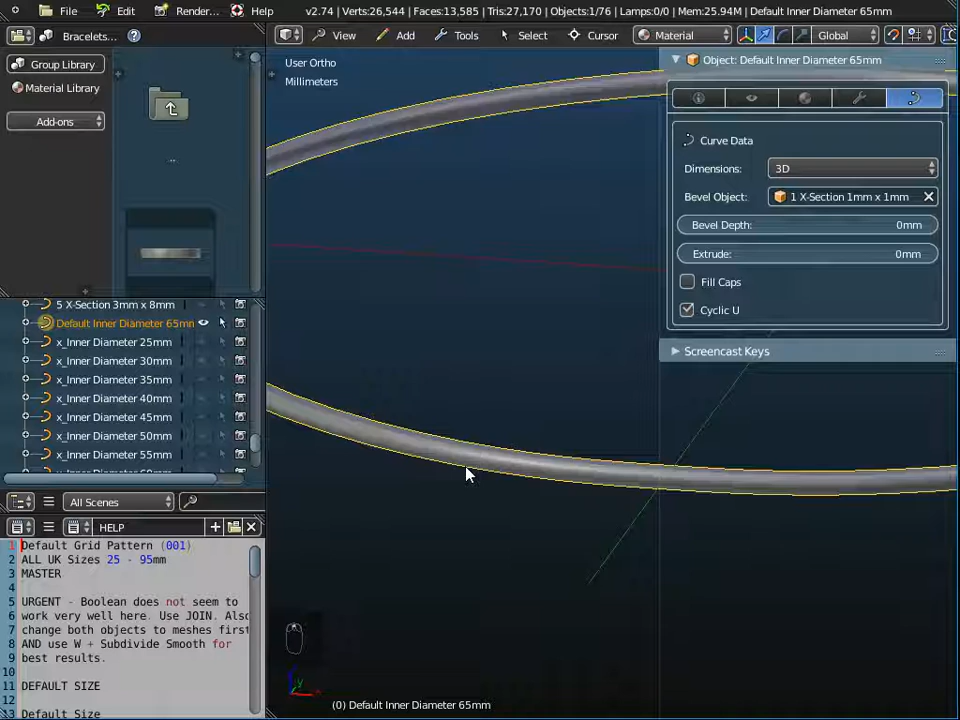 File Edit Render... Help v2.74 | Verts:26,544 | Faces:13,585 | Tris:27,170 | Objects:1/76 | Lamps:0/0 | Mem:25.94M | Default Inner Diameter 65mm
Bracelets...
View Add Tools Select Cursor Material Global
Group Library
Material Library
Add-ons
..
User Ortho
Millimeters
Object: Default Inner Diameter 65mm
Curve Data
Dimensions: 3D
Bevel Object: 1 X-Section 1mm x 1mm
Bevel Depth: 0mm
Extrude: 0mm
Fill Caps
Cyclic U
Screencast Keys
5 X-Section 3mm x 8mm
Default Inner Diameter 65mm
x_Inner Diameter 25mm
x_Inner Diameter 30mm
x_Inner Diameter 35mm
x_Inner Diameter 40mm
x_Inner Diameter 45mm
x_Inner Diameter 50mm
x_Inner Diameter 55mm
All Scenes
HELP
1 Default Grid Pattern (001)
2 ALL UK Sizes 25 - 95mm
3 MASTER
4
5 URGENT - Boolean does not seem to
6 work very well here. Use JOIN. Also
7 change both objects to meshes first
8 AND use W + Subdivide Smooth for
9 best results.
10
11 DEFAULT SIZE
12
13 Default Size
(0) Default Inner Diameter 65mm